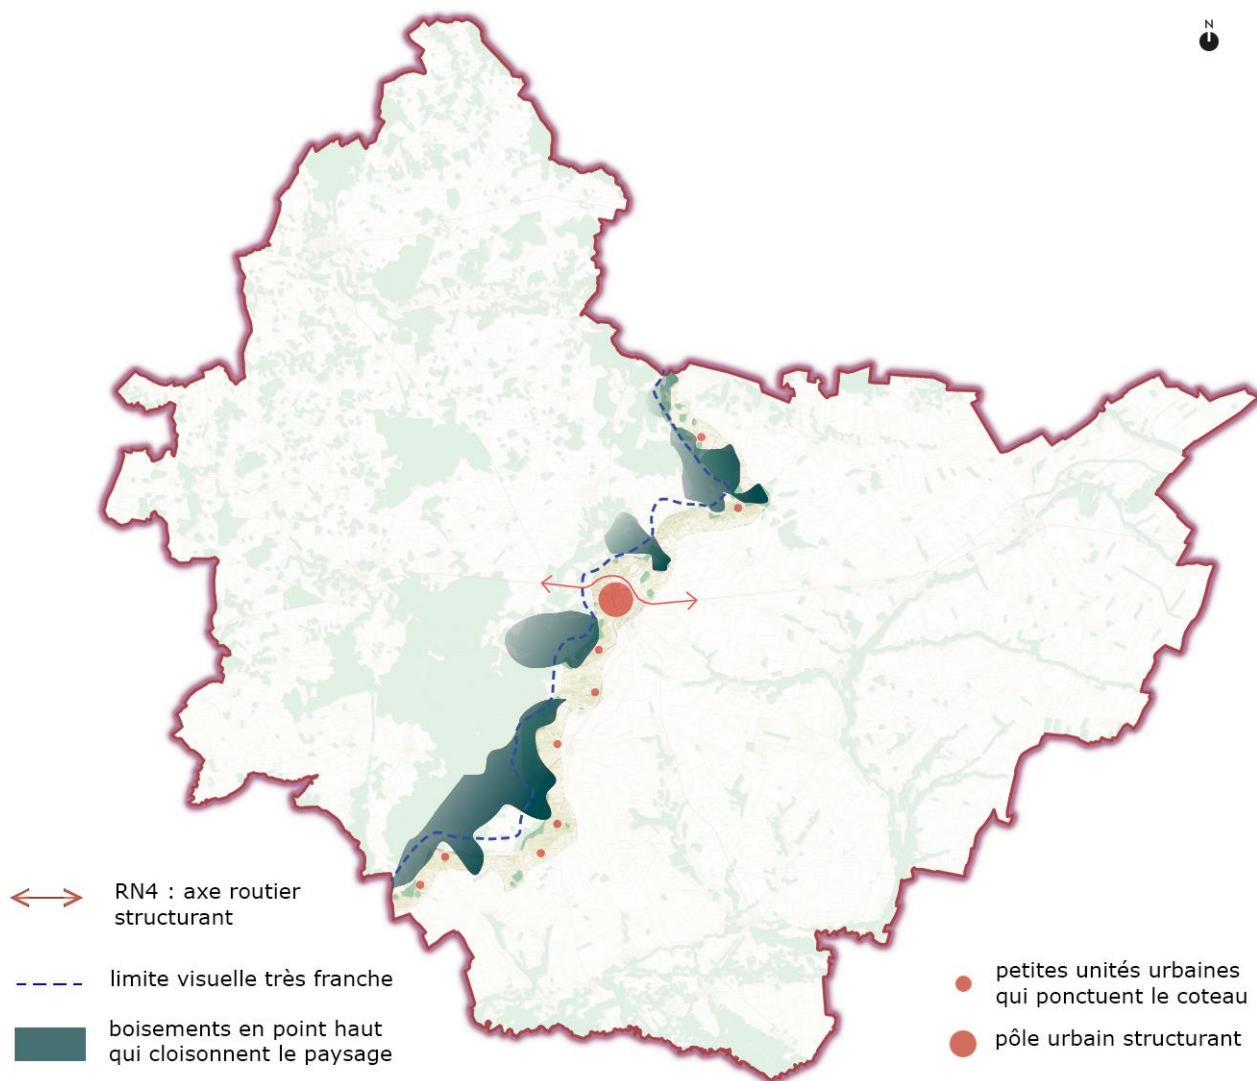 N
RN4 : axe routier
structurant
limite visuelle très franche
boisements en point haut
qui cloisonnent le paysage
petites unités urbaines
qui ponctuent le coteau
pôle urbain structurant